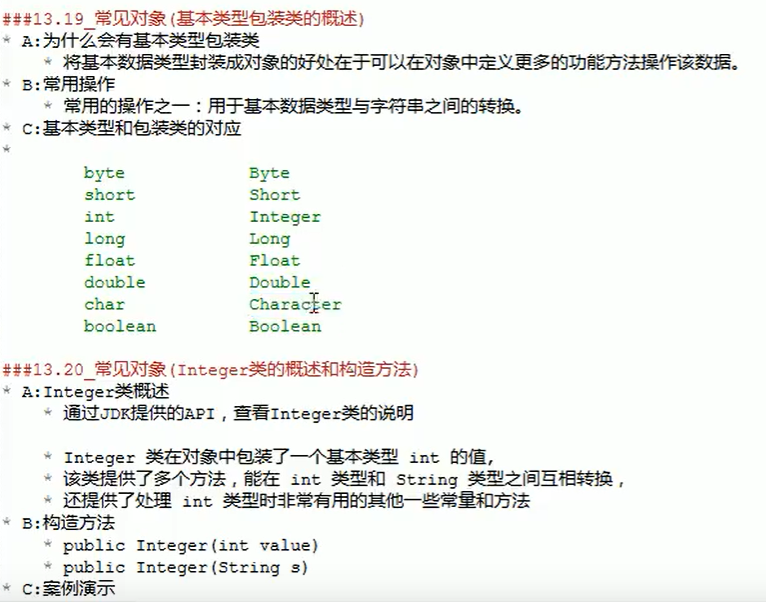 ###13.19_常见对象(基本类型包装类的概述)
* A:为什么会有基本类型包装类
* 将基本数据类型封装成对象的好处在于可以在对象中定义更多的功能方法操作该数据。
* B:常用操作
* 常用的操作之一：用于基本数据类型与字符串之间的转换。
* C:基本类型和包装类的对应
*
byte Byte
short Short
int Integer
long Long
float Float
double Double
char Character
boolean Boolean
###13.20_常见对象(Integer类的概述和构造方法)
* A:Integer类概述
* 通过JDK提供的API，查看Integer类的说明
* Integer 类在对象中包装了一个基本类型 int 的值,
* 该类提供了多个方法，能在 int 类型和 String 类型之间互相转换，
* 还提供了处理 int 类型时非常有用的其他一些常量和方法
* B:构造方法
* public Integer(int value)
* public Integer(String s)
* C:案例演示